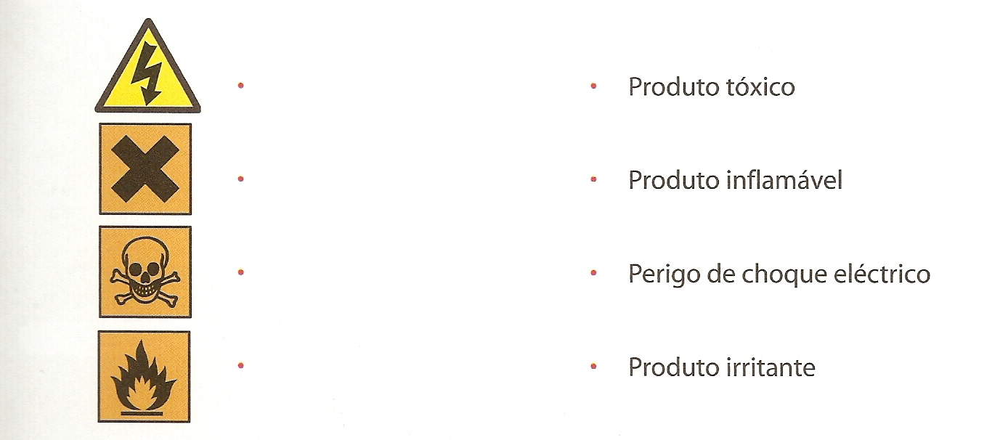 Produto tóxico
Produto inflamável
Perigo de choque eléctrico
Produto irritante